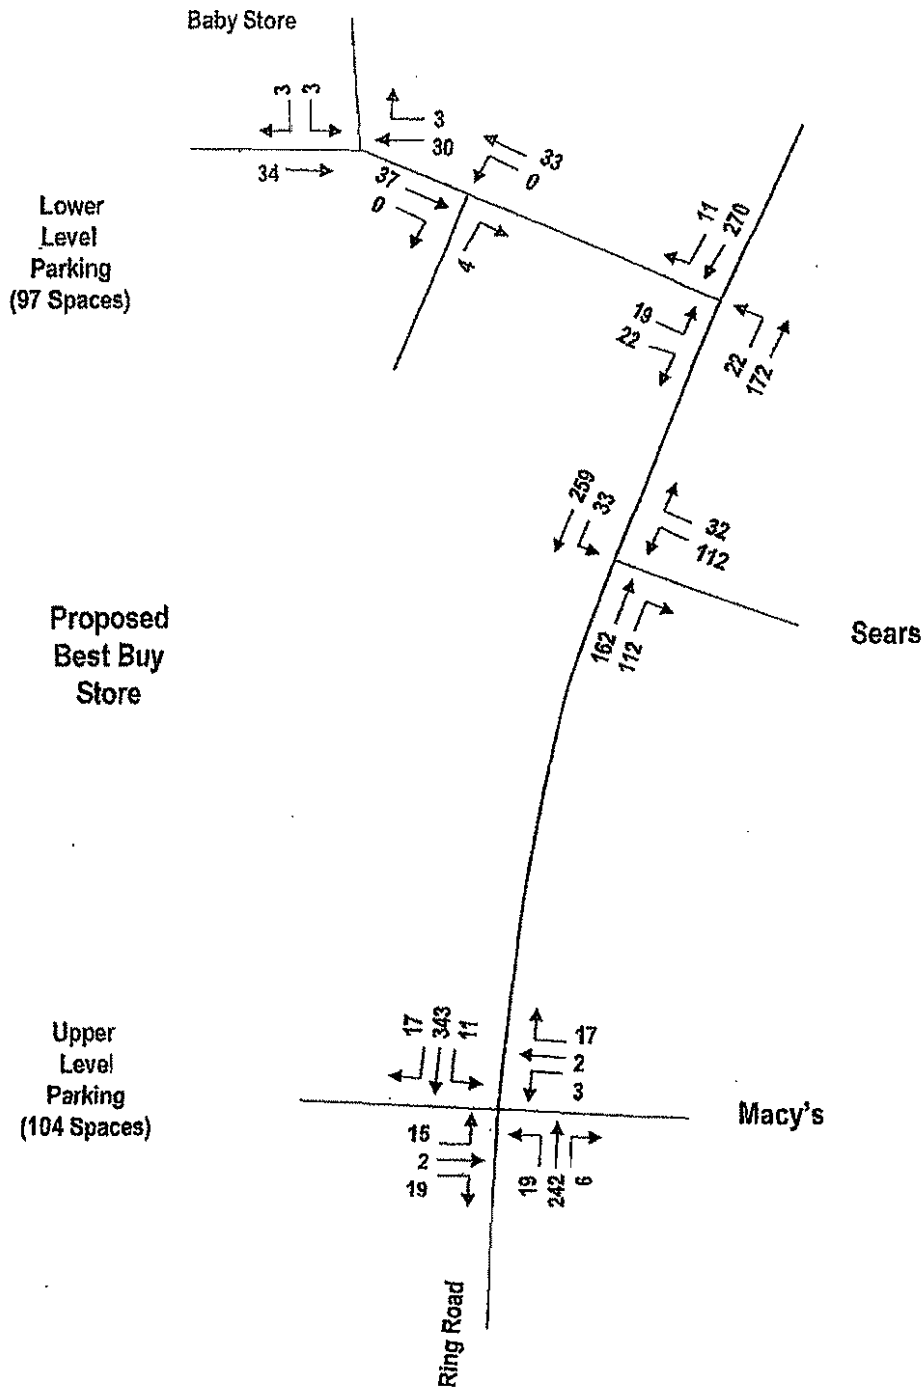 Baby Store
3
3
3
30
34
33
0
37
0
4
Lower
Level
Parking
(97 Spaces)
11
270
19
22
22
172
259
33
32
112
162
112
Sears
Proposed
Best Buy
Store
17
343
11
17
2
3
Upper
Level
Parking
(104 Spaces)
Macy's
15
2
19
19
242
6
Ring Road